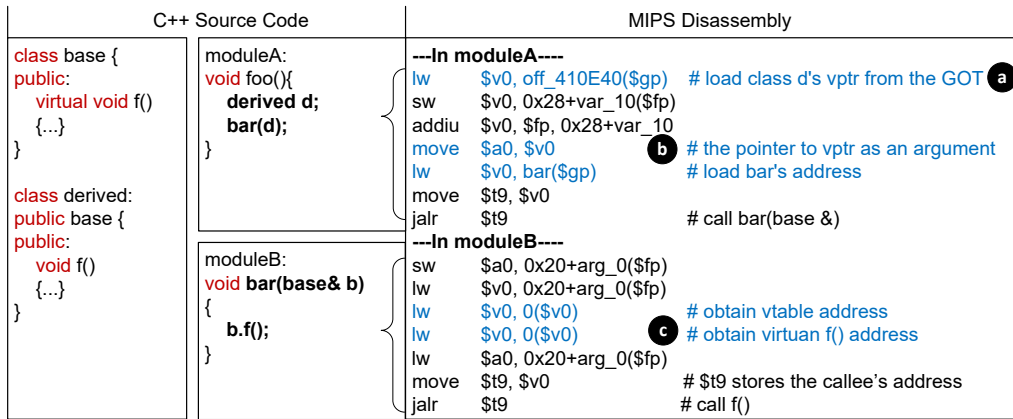 C++ Source Code
MIPS Disassembly
class base {
public:
virtual void f()
{...}
}
class derived:
public base {
public:
void f()
{...}
}
moduleA:
void foo(){
derived d;
bar(d);
}
moduleB:
void bar(base& b)
{
b.f();
}
---In moduleA----
lw $v0, off_410E40($gp) # load class d's vptr from the GOT a
sw $v0, 0x28+var_10($fp)
addiu $v0, $fp, 0x28+var_10
move $a0, $v0 b # the pointer to vptr as an argument
lw $v0, bar($gp) # load bar's address
move $t9, $v0
jalr $t9 # call bar(base &)
---In moduleB----
sw $a0, 0x20+arg_0($fp)
lw $v0, 0x20+arg_0($fp)
lw $v0, 0($v0) # obtain vtable address
lw $v0, 0($v0) c # obtain virtuan f() address
lw $a0, 0x20+arg_0($fp)
move $t9, $v0 # $t9 stores the callee's address
jalr $t9 # call f()